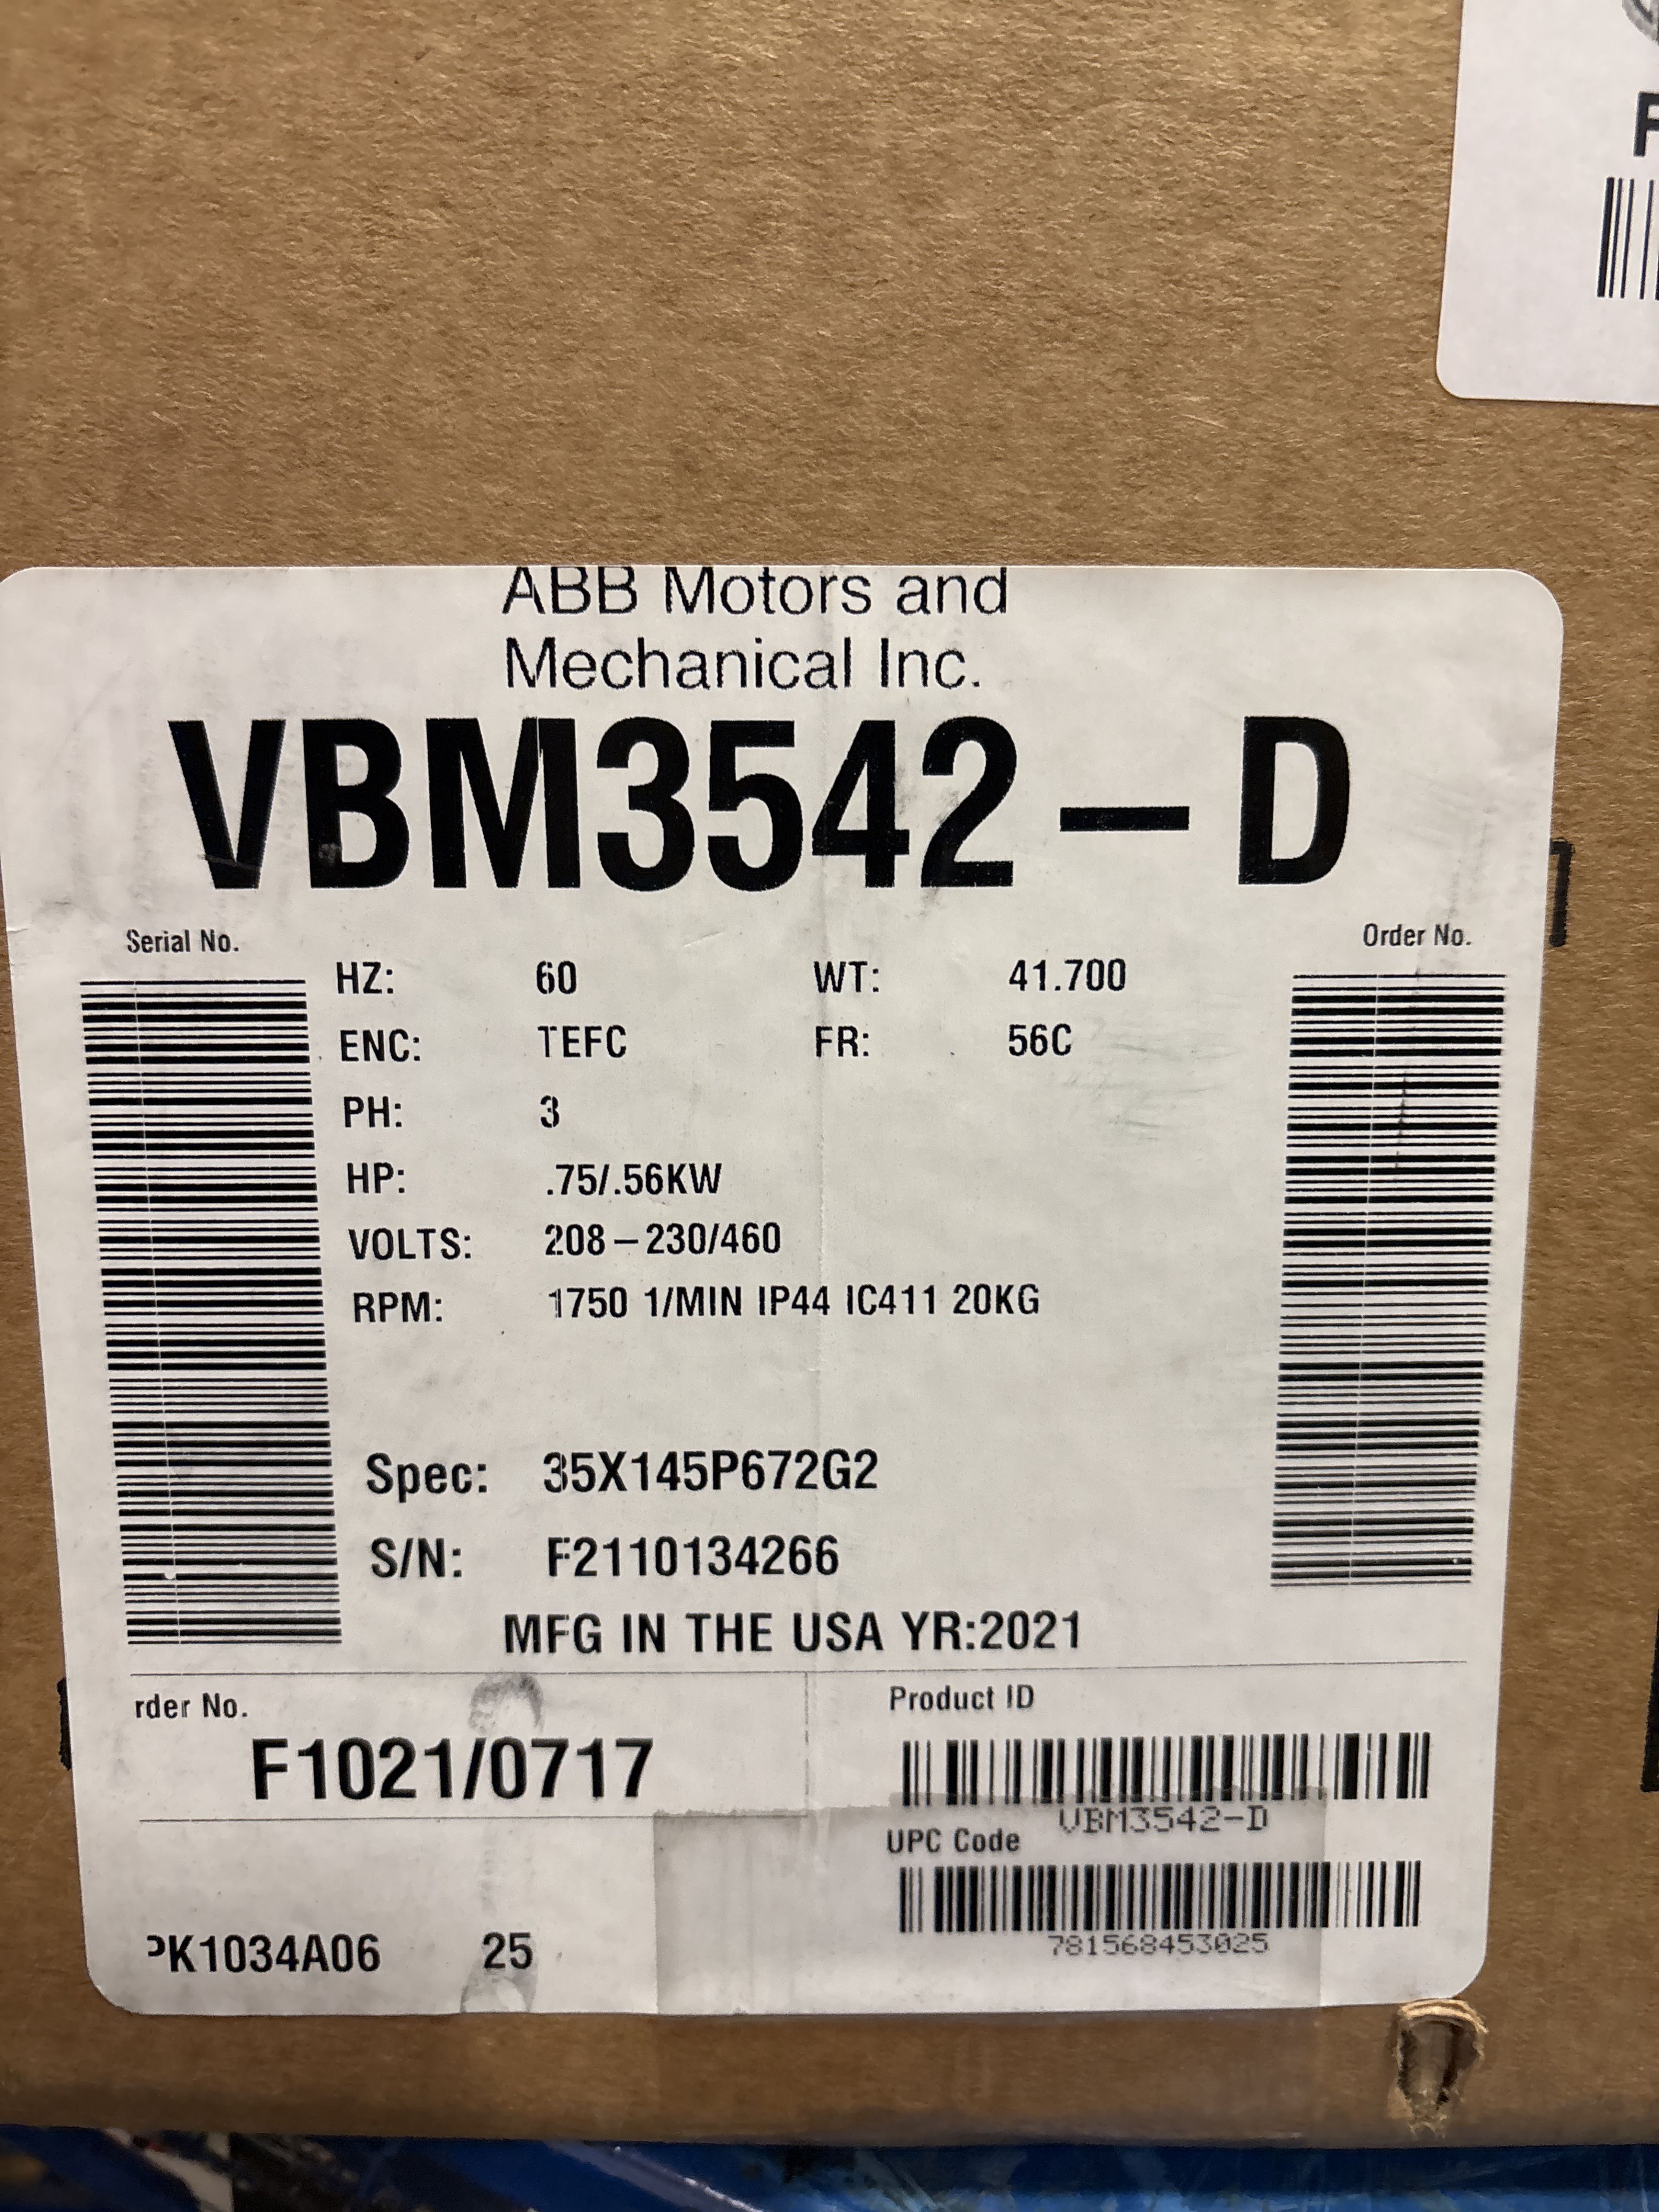 ABB Motors and
Mechanical Inc.
VBM3542-D
Serial No.
Order No.
HZ: 60 WT: 41.700
ENC: TEFC FR: 56C
PH: 3
HP: .75/.56KW
VOLTS: 208-230/460
RPM: 1750 1/MIN IP44 IC411 20KG
Spec: 35X145P672G2
S/N: F2110134266
MFG IN THE USA YR:2021
rder No.
F1021/0717
Product ID
VBM3542-D
UPC Code
781568453025
PK1034A06 25